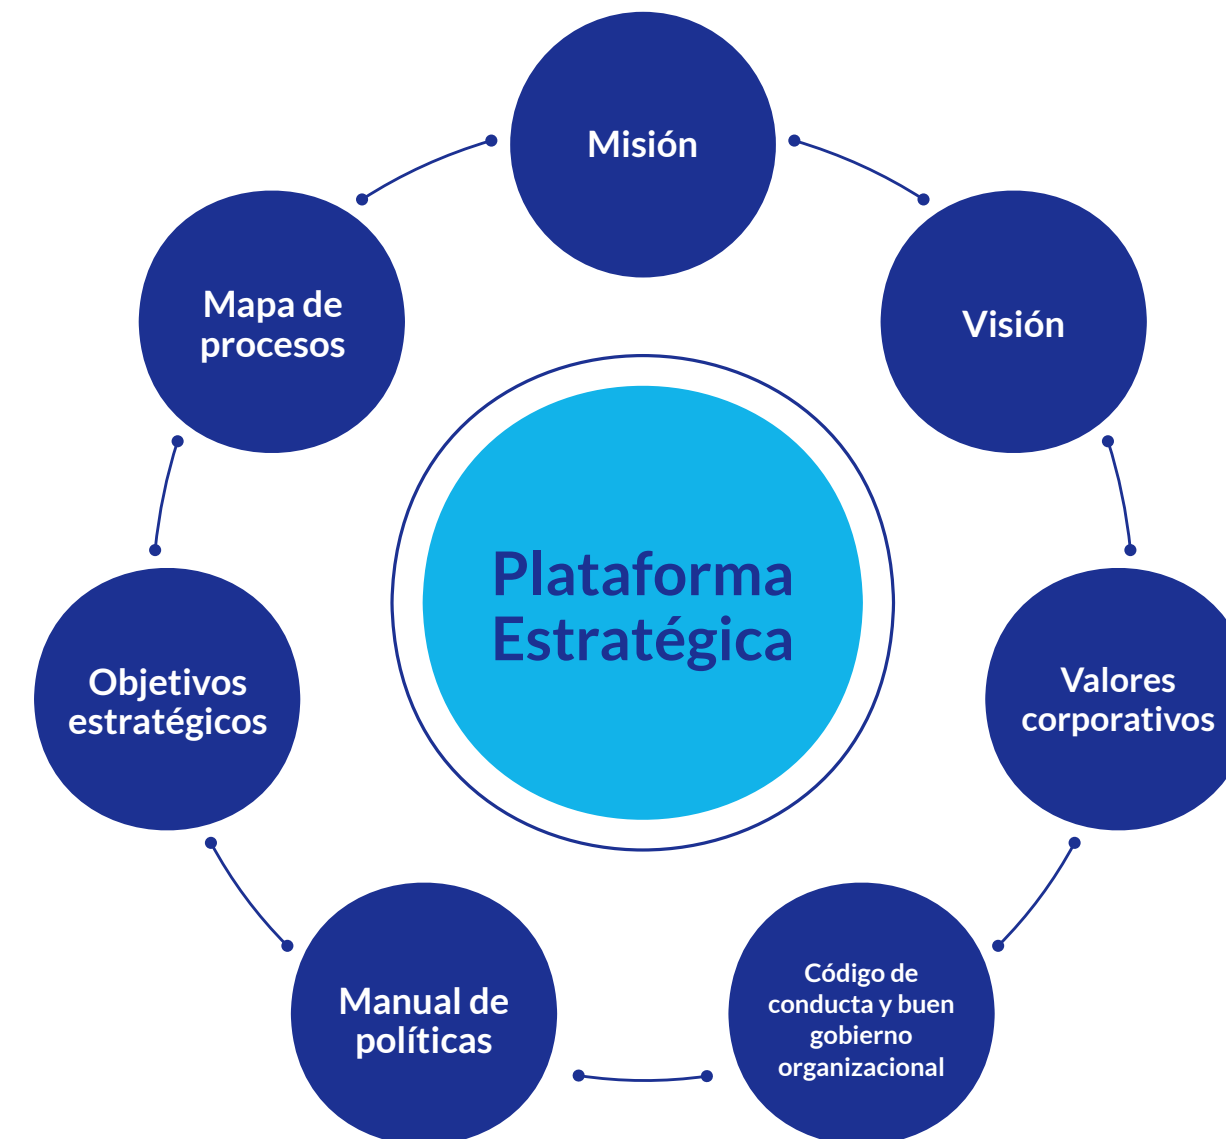 Misión
Visión
Mapa de
procesos
Plataforma
Estratégica
Valores
corporativos
Objetivos
estratégicos
Código de
conducta y buen
gobierno
organizacional
Manual de
políticas